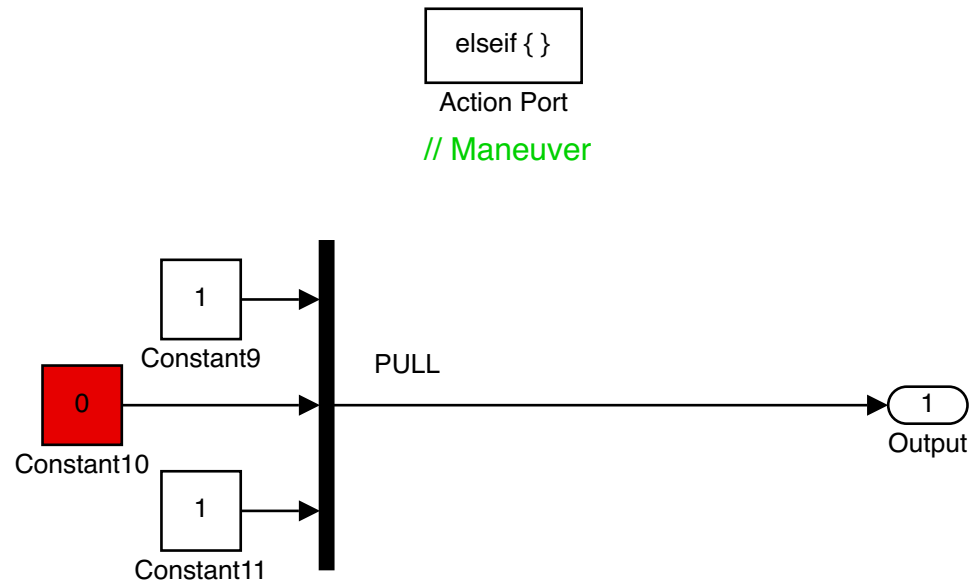 elseif { }
Action Port
// Maneuver
1
Constant9
PULL
0
Constant10
1
Output
1
Constant11